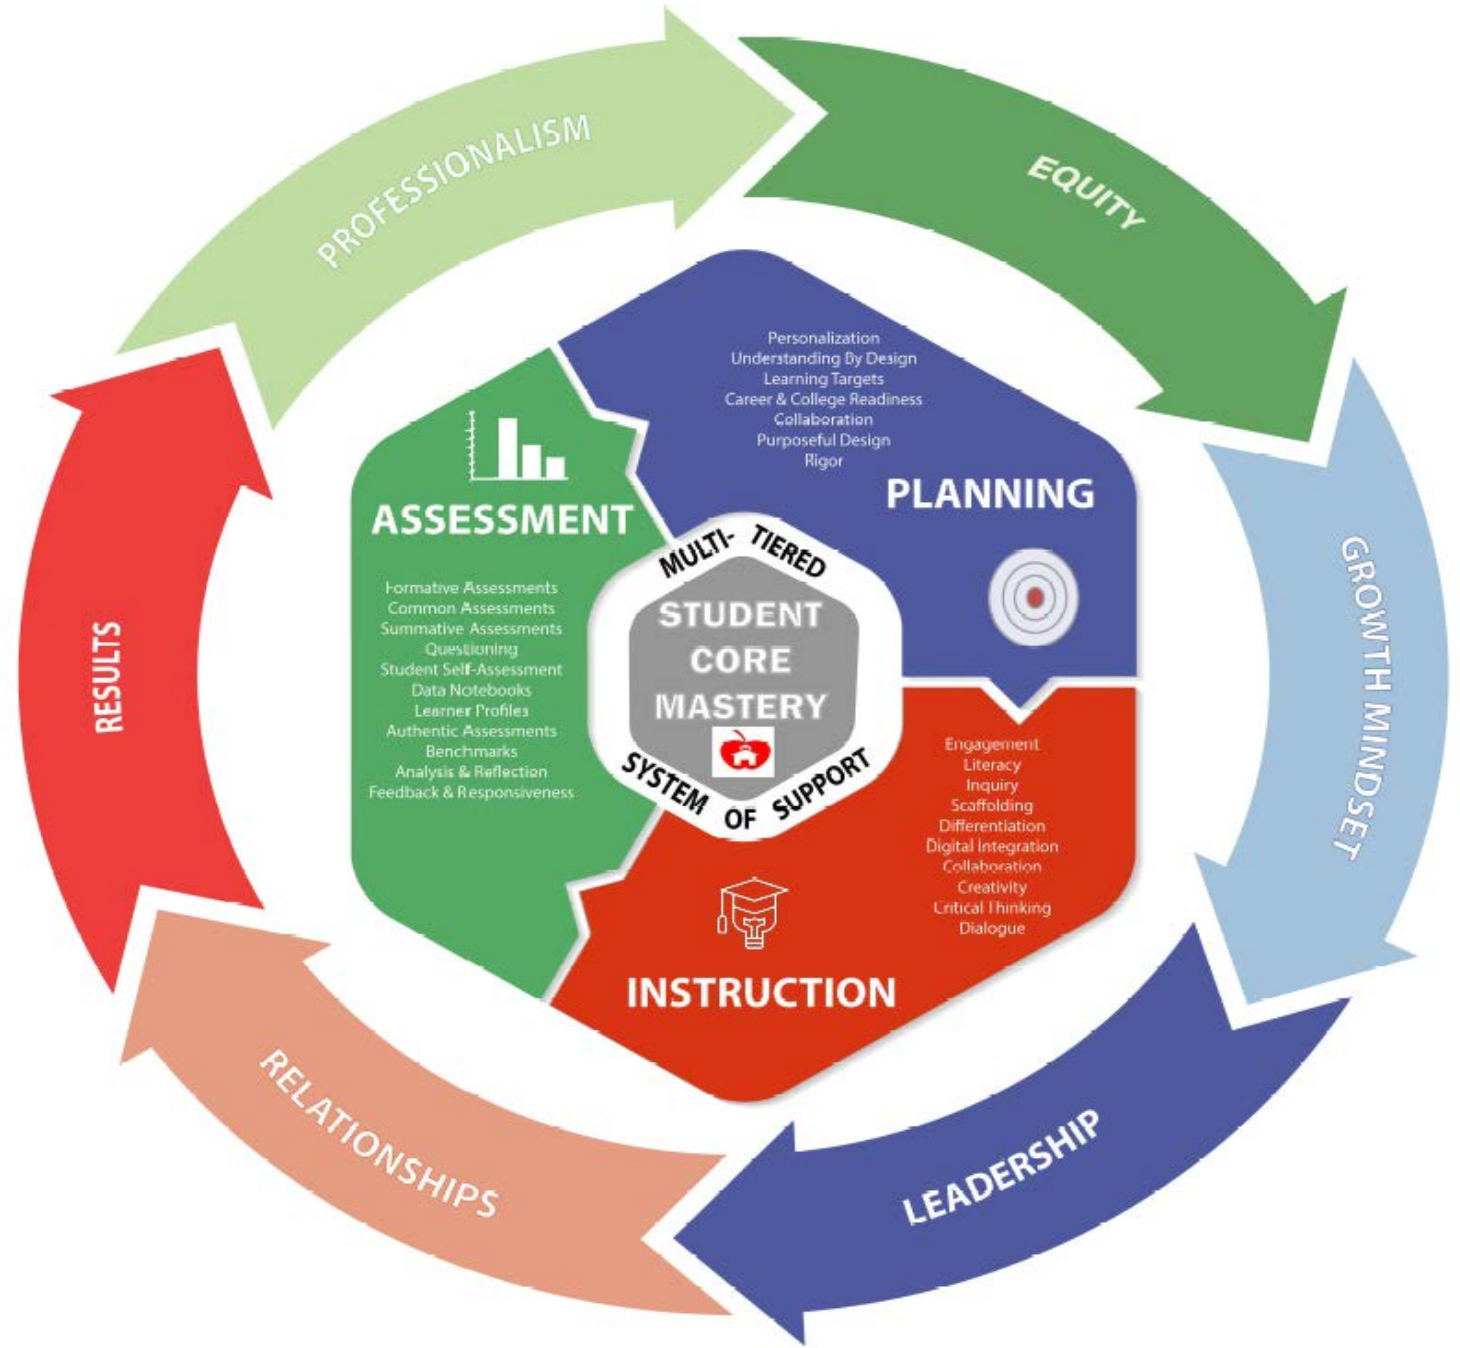 PROFESSIONALISM
EQUITY
GROWTH MINDSET
LEADERSHIP
RELATIONSHIPS
RESULTS
Personalization
Understanding By Design
Learning Targets
Career & College Readiness
Collaboration
Purposeful Design
Rigor
PLANNING
ASSESSMENT
Formative Assessments
Common Assessments
Summative Assessments
Questioning
Student Self-Assessment
Data Notebooks
Learner Profiles
Authentic Assessments
Benchmarks
Analysis & Reflection
Feedback & Responsiveness
MULTI- TIERED
STUDENT
CORE
MASTERY
SYSTEM OF SUPPORT
Engagement
Literacy
Inquiry
Scaffolding
Differentiation
Digital Integration
Collaboration
Creativity
Critical Thinking
Dialogue
INSTRUCTION